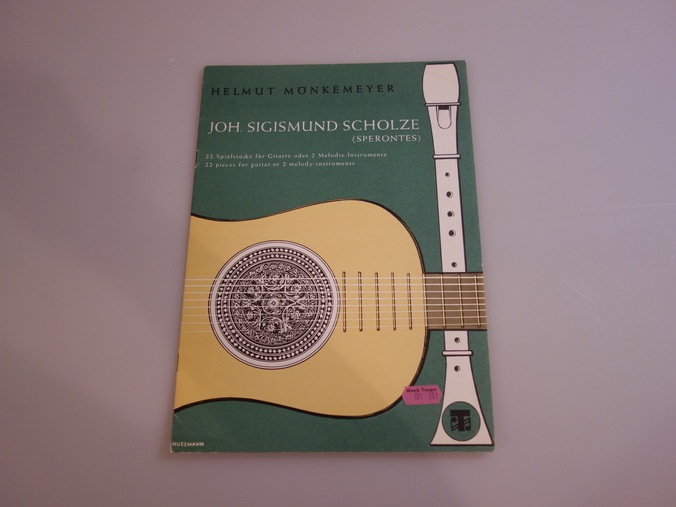 HELMUT MÖNKEMEYER
JOH. SIGISMUND SCHOLZE
(SPERONTES)
22 Spielstücke für Gitarre oder 2 Melodie-Instrumente
22 pieces for guitar or 2 melody-instruments
HUSSMANN